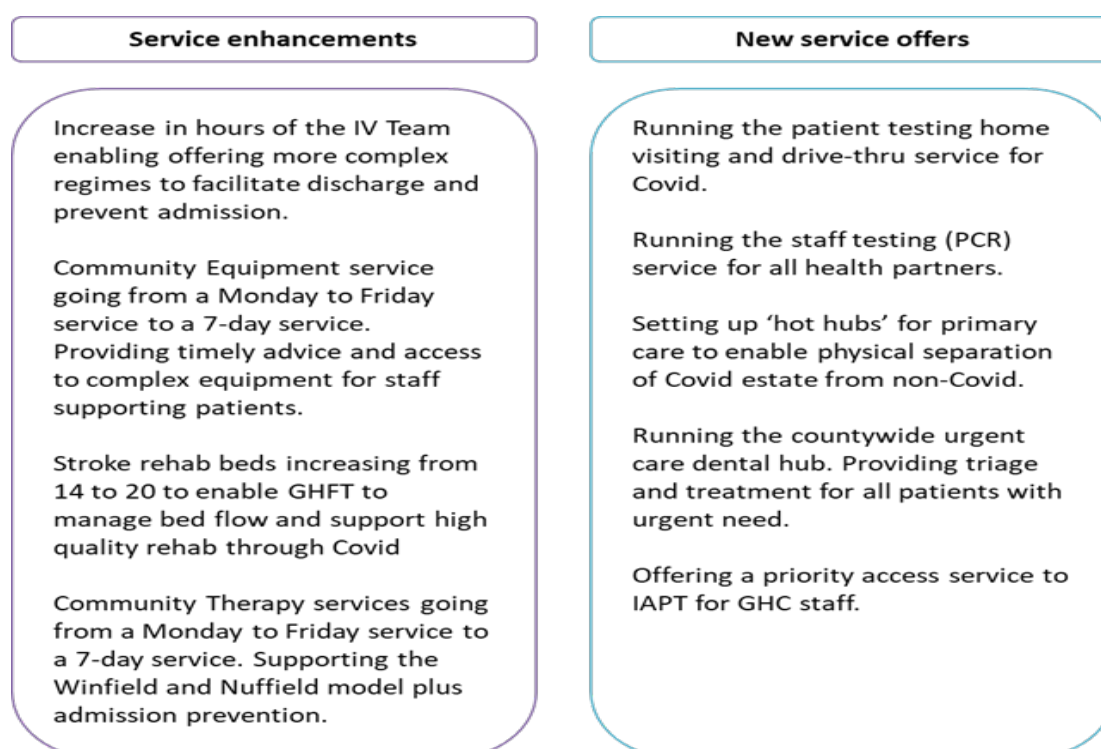 Service enhancements
Increase in hours of the IV Team
enabling offering more complex
regimes to facilitate discharge and
prevent admission.
Community Equipment service
going from a Monday to Friday
service to a 7-day service.
Providing timely advice and access
to complex equipment for staff
supporting patients.
Stroke rehab beds increasing from
14 to 20 to enable GHFT to
manage bed flow and support high
quality rehab through Covid
Community Therapy services going
from a Monday to Friday service to
a 7-day service. Supporting the
Winfield and Nuffield model plus
admission prevention.
New service offers
Running the patient testing home
visiting and drive-thru service for
Covid.
Running the staff testing (PCR)
service for all health partners.
Setting up ‘hot hubs’ for primary
care to enable physical separation
of Covid estate from non-Covid.
Running the countywide urgent
care dental hub. Providing triage
and treatment for all patients with
urgent need.
Offering a priority access service to
IAPT for GHC staff.